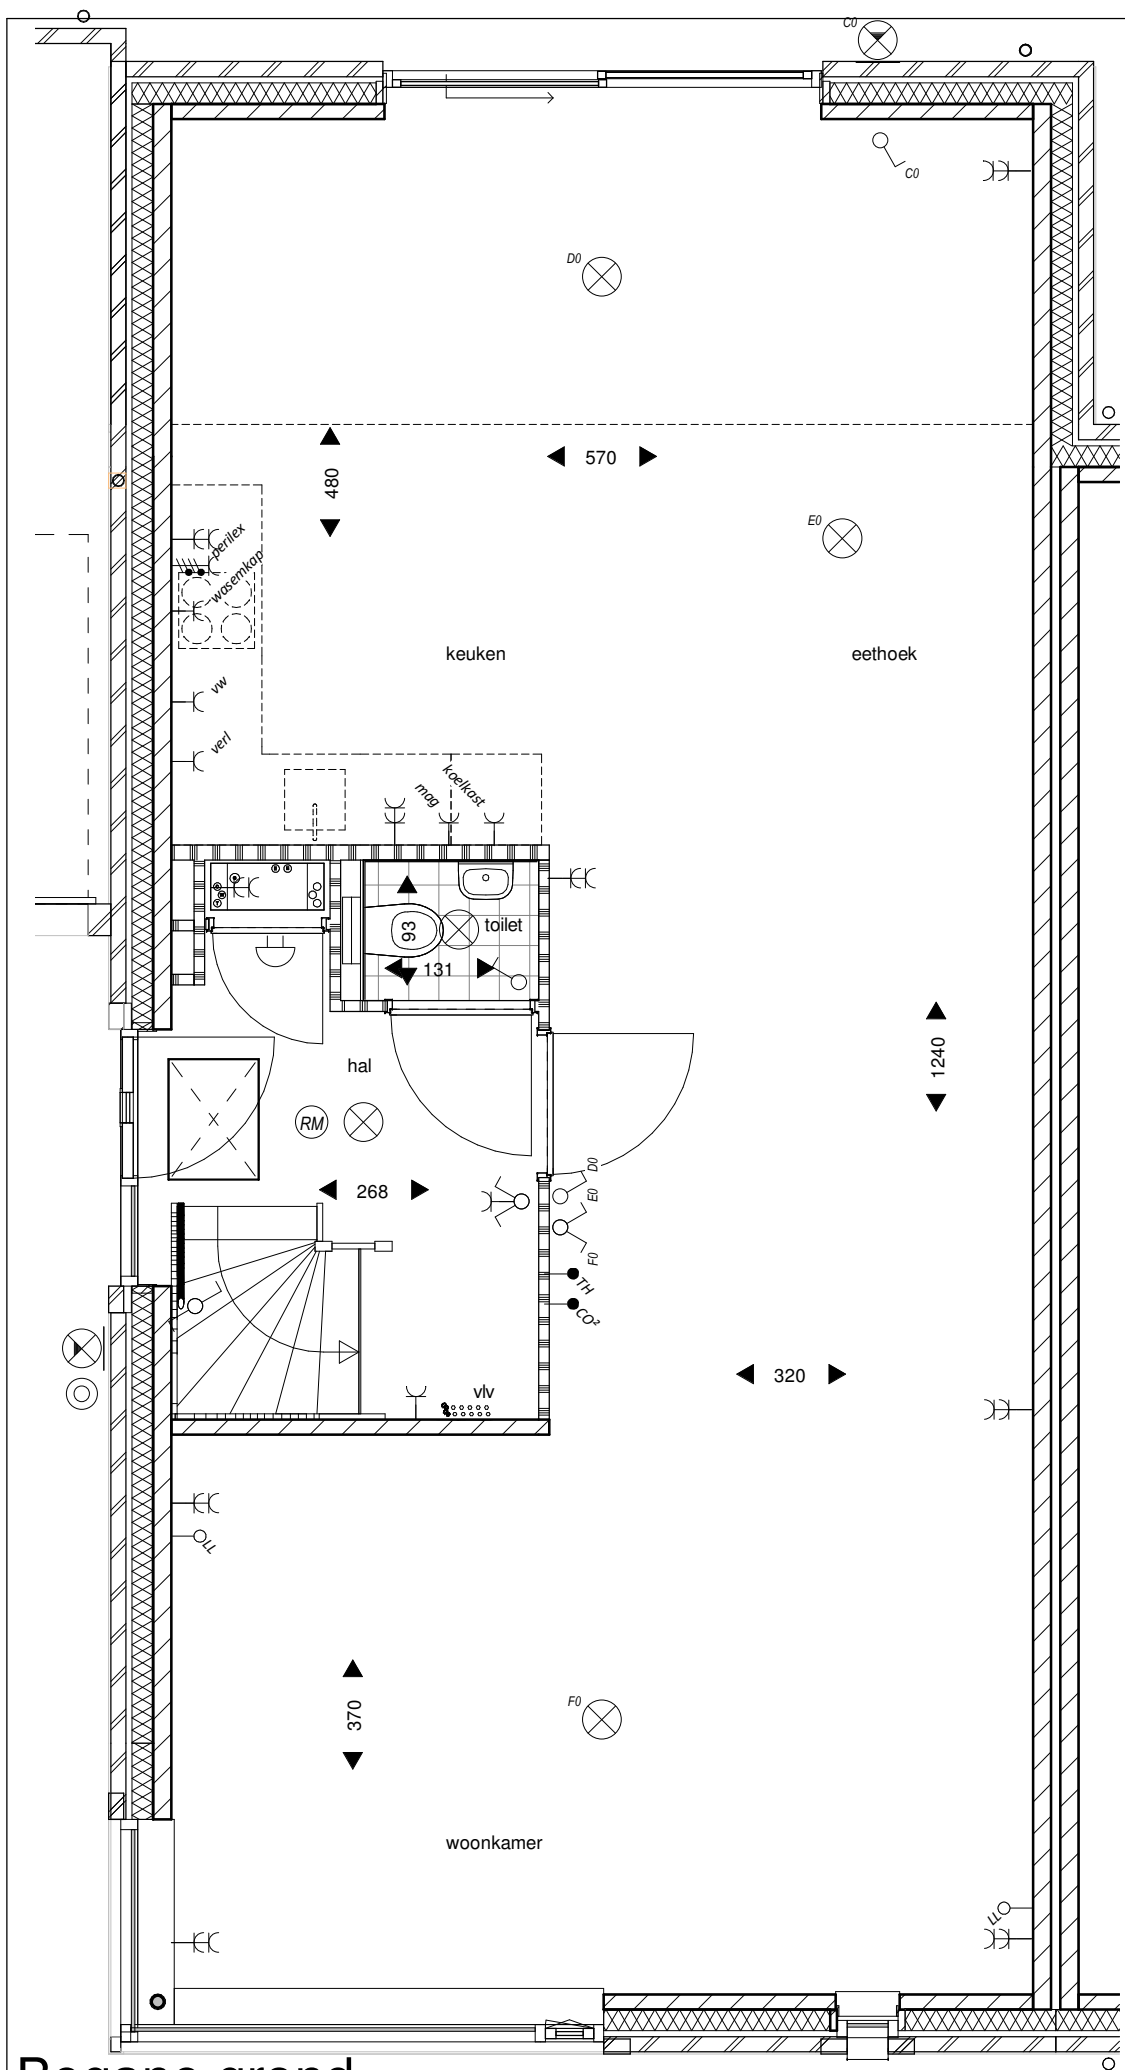 C0
C0
D0
570
480
E0
perilex
wasemkap
keuken
eethoek
vw
verl
koelkast
mag
toilet
93
131
1240
hal
RM
268
D0
E0
F0
TH
CO²
320
vlv
LL
370
F0
woonkamer
LL
Begane grond